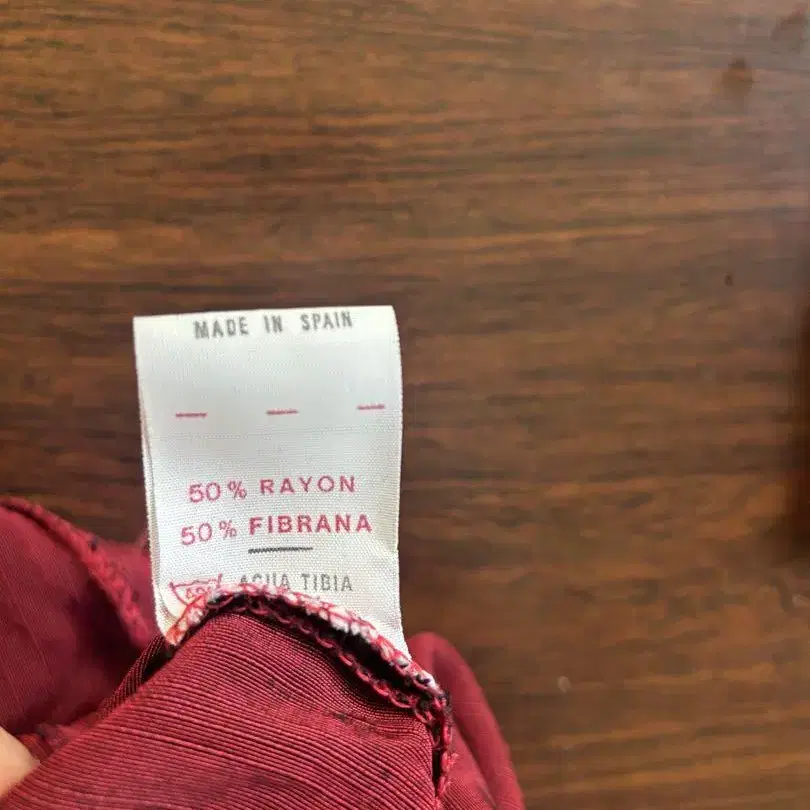 MADE IN SPAIN
50% RAYON
50% FIBRANA
AGUA TIBIA